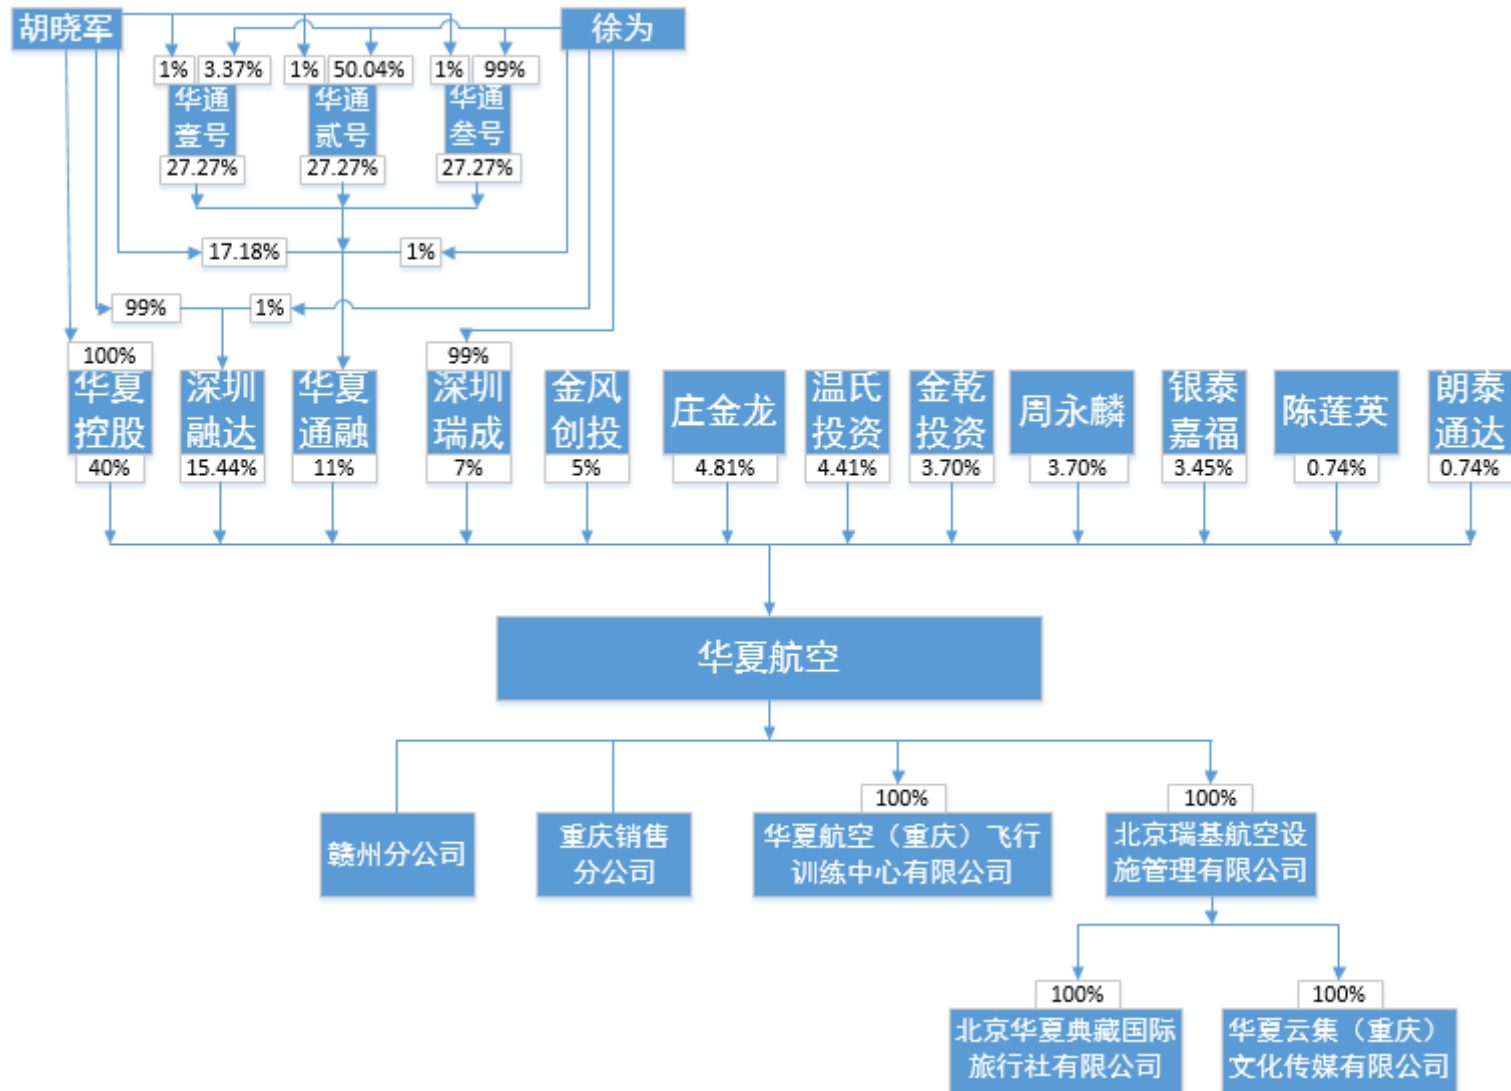 胡晓军
徐为
1%
3.37%
1%
50.04%
1%
99%
华通
壹号
华通
贰号
华通
叁号
27.27%
27.27%
27.27%
17.18%
1%
99%
1%
100%
99%
华夏
控股
深圳
融达
华夏
通融
深圳
瑞成
金风
创投
庄金龙
温氏
投资
金乾
投资
周永麟
银泰
嘉福
陈莲英
朗泰
通达
40%
15.44%
11%
7%
5%
4.81%
4.41%
3.70%
3.70%
3.45%
0.74%
0.74%
华夏航空
100%
100%
赣州分公司
重庆销售
分公司
华夏航空（重庆）飞行
训练中心有限公司
北京瑞基航空设
施管理有限公司
100%
100%
北京华夏典藏国际
旅行社有限公司
华夏云集（重庆）
文化传媒有限公司